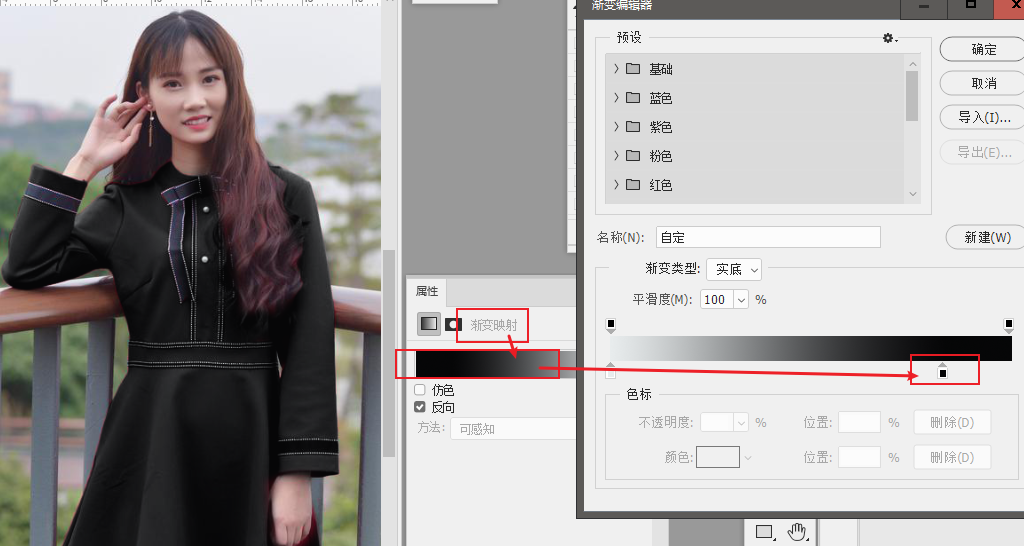 渐变编辑器
预设
基础
蓝色
紫色
粉色
红色
确定
取消
导入(I)...
导出(E)...
名称(N):
自定
新建(W)
渐变类型:
实底
平滑度(M):
100
%
属性
渐变映射
仿色
反向
方法:
可感知
色标
不透明度:
%
位置:
%
删除(D)
颜色:
位置:
%
删除(D)